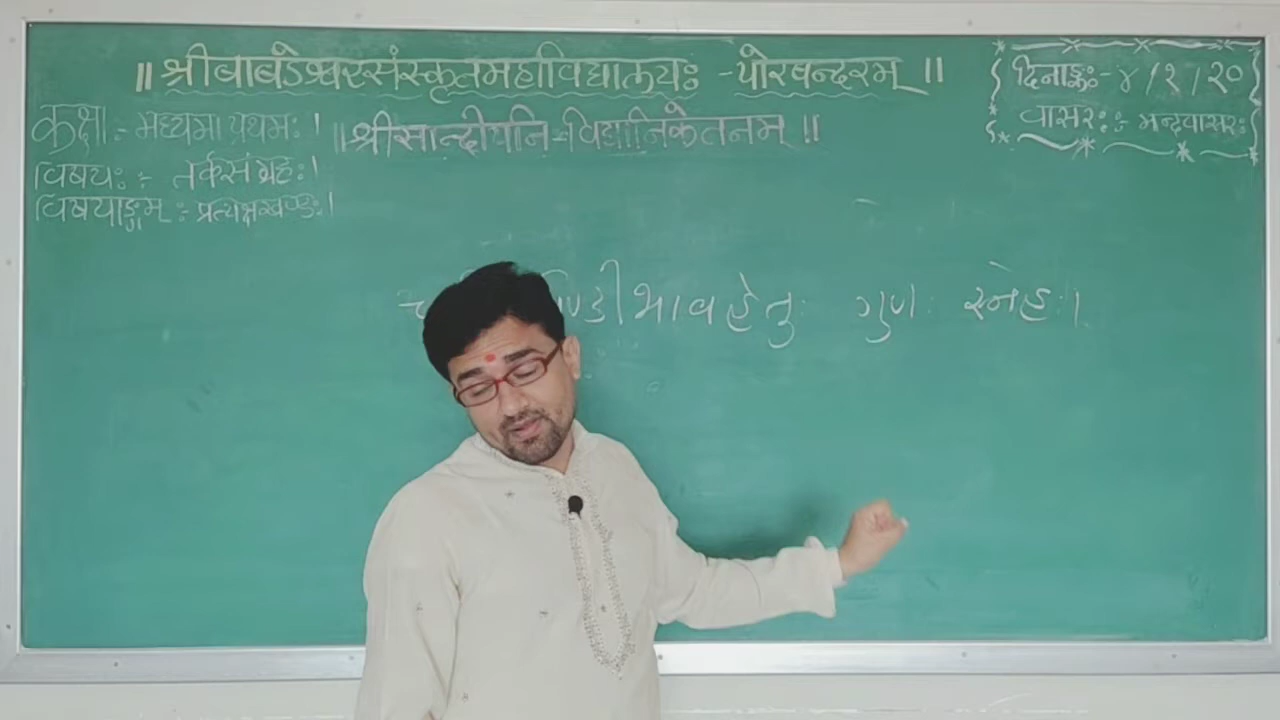 ॥ श्रीबाबडेश्वरसंस्कृतमहाविद्यालयः - पोरबन्दरम् ॥
॥ श्रीसान्दीपनि - विद्यानिकेतनम् ॥
दिनाङ्कः - ४ / १ / २०
वासरः :- मन्दवासरः
कक्षा :- मध्यमा प्रथमः ।
विषयः :- तर्कसंग्रहः ।
विषयाङ्गम् :- प्रत्यक्षखण्डः ।
ण्डीभावहेतुः गुणः स्नेहः ।